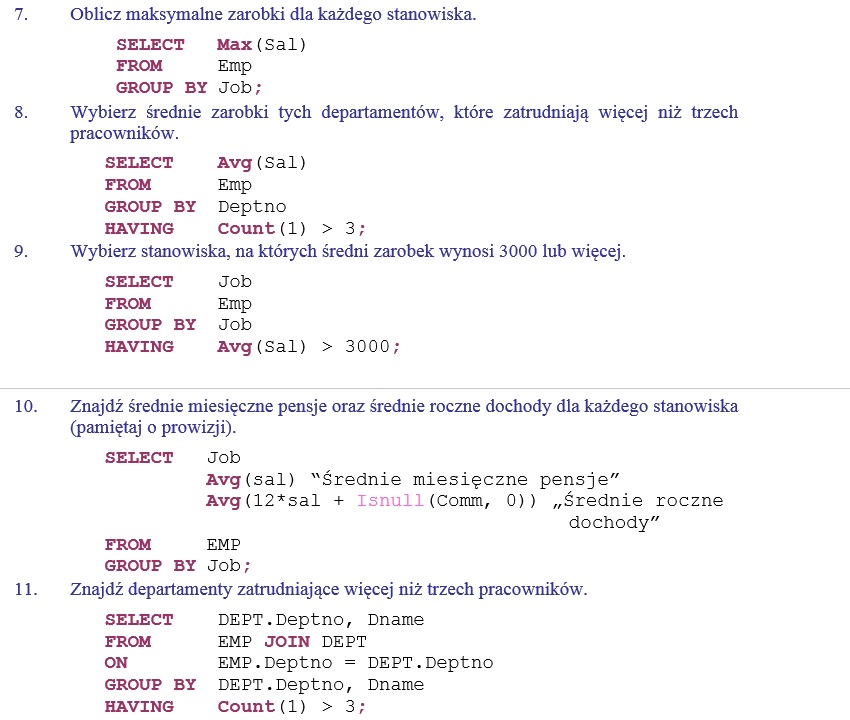 7. Oblicz maksymalne zarobki dla każdego stanowiska.
SELECT Max(Sal)
FROM Emp
GROUP BY Job;
8. Wybierz średnie zarobki tych departamentów, które zatrudniają więcej niż trzech
pracowników.
SELECT Avg(Sal)
FROM Emp
GROUP BY Deptno
HAVING Count(1) > 3;
9. Wybierz stanowiska, na których średni zarobek wynosi 3000 lub więcej.
SELECT Job
FROM Emp
GROUP BY Job
HAVING Avg(Sal) > 3000;
10. Znajdź średnie miesięczne pensje oraz średnie roczne dochody dla każdego stanowiska
(pamiętaj o prowizji).
SELECT Job
Avg(sal) “Średnie miesięczne pensje”
Avg(12*sal + Isnull(Comm, 0)) „Średnie roczne
dochody”
FROM EMP
GROUP BY Job;
11. Znajdź departamenty zatrudniające więcej niż trzech pracowników.
SELECT DEPT.Deptno, Dname
FROM EMP JOIN DEPT
ON EMP.Deptno = DEPT.Deptno
GROUP BY DEPT.Deptno, Dname
HAVING Count(1) > 3;